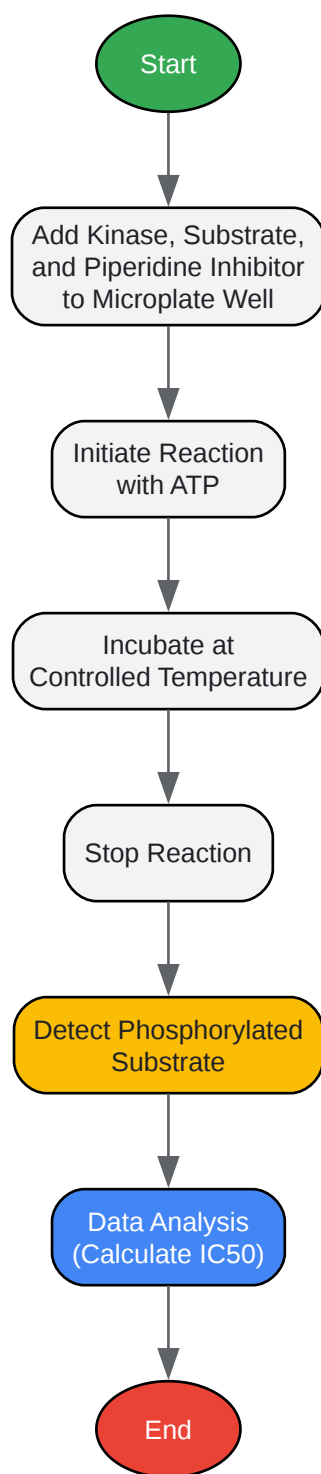 Start
Add Kinase, Substrate,
and Piperidine Inhibitor
to Microplate Well
Initiate Reaction
with ATP
Incubate at
Controlled Temperature
Stop Reaction
Detect Phosphorylated
Substrate
Data Analysis
(Calculate IC50)
End